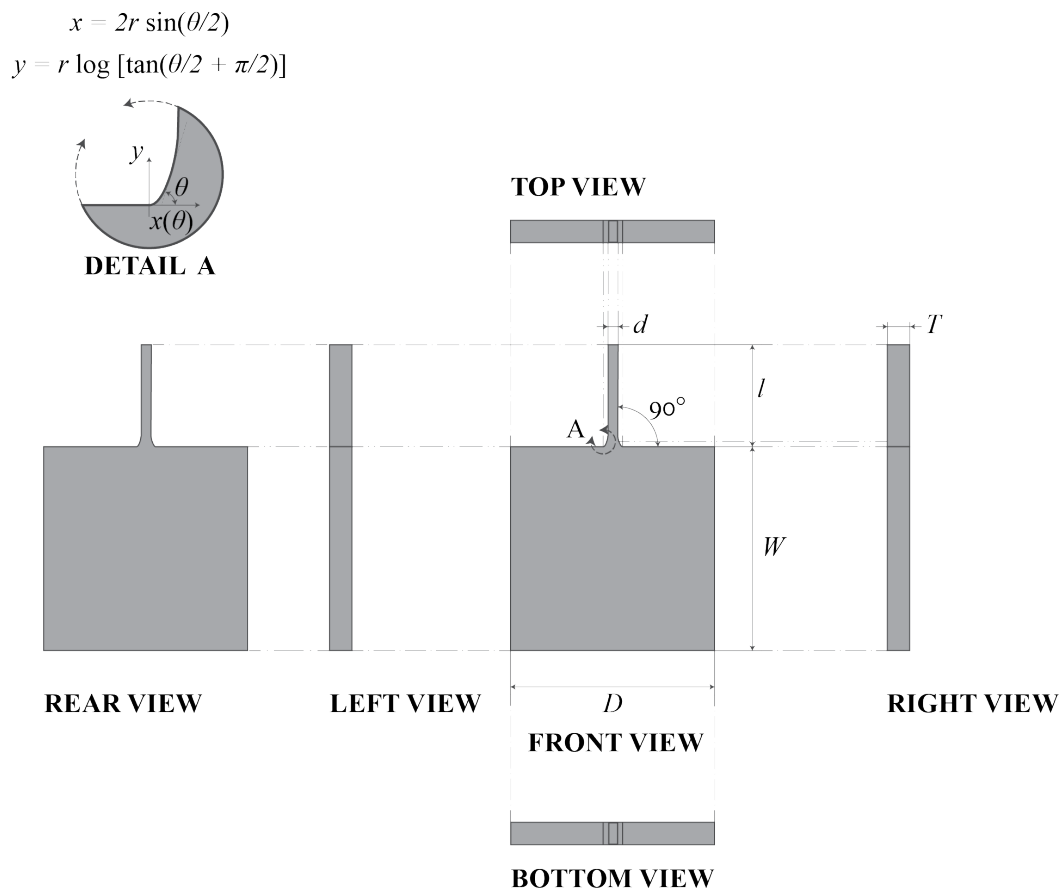 x = 2r sin(θ/2)
y = r log [tan(θ/2 + π/2)]
y
θ
x(θ)
DETAIL A
TOP VIEW
d
T
l
90°
A
W
REAR VIEW
LEFT VIEW
D
RIGHT VIEW
FRONT VIEW
BOTTOM VIEW